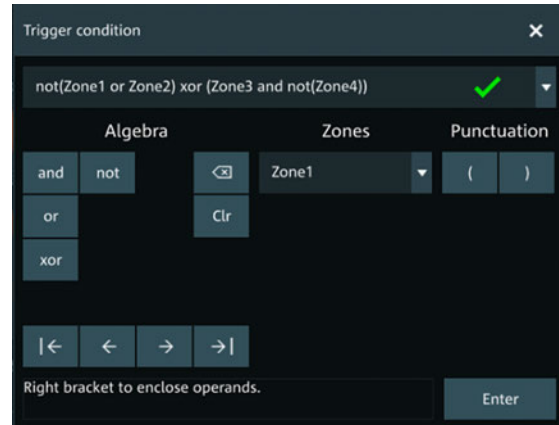 Trigger condition
not(Zone1 or Zone2) xor (Zone3 and not(Zone4))
Algebra Zones Punctuation
and not Zone1 ( )
or Clr
xor
Right bracket to enclose operands.
Enter